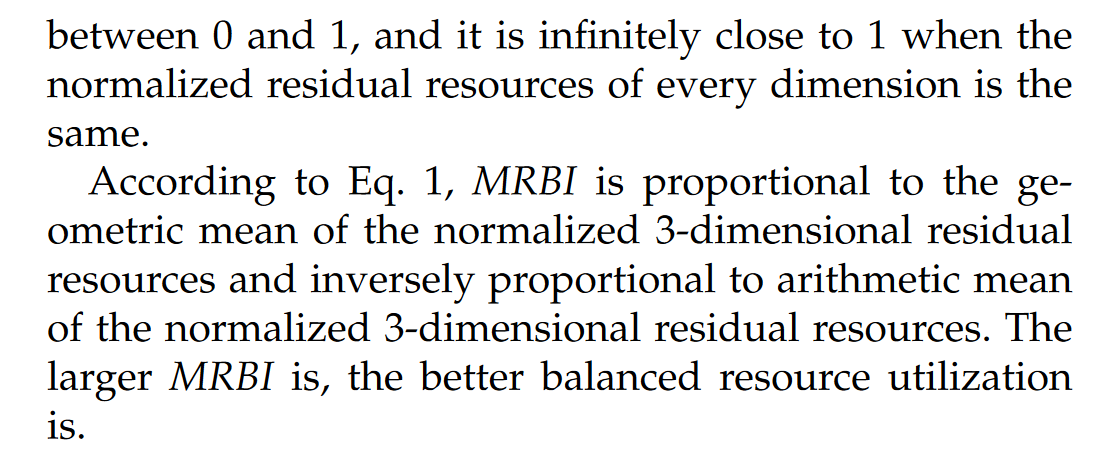 between 0 and 1, and it is infinitely close to 1 when the
normalized residual resources of every dimension is the
same.
According to Eq. 1, MRBI is proportional to the ge-
ometric mean of the normalized 3-dimensional residual
resources and inversely proportional to arithmetic mean
of the normalized 3-dimensional residual resources. The
larger MRBI is, the better balanced resource utilization
is.